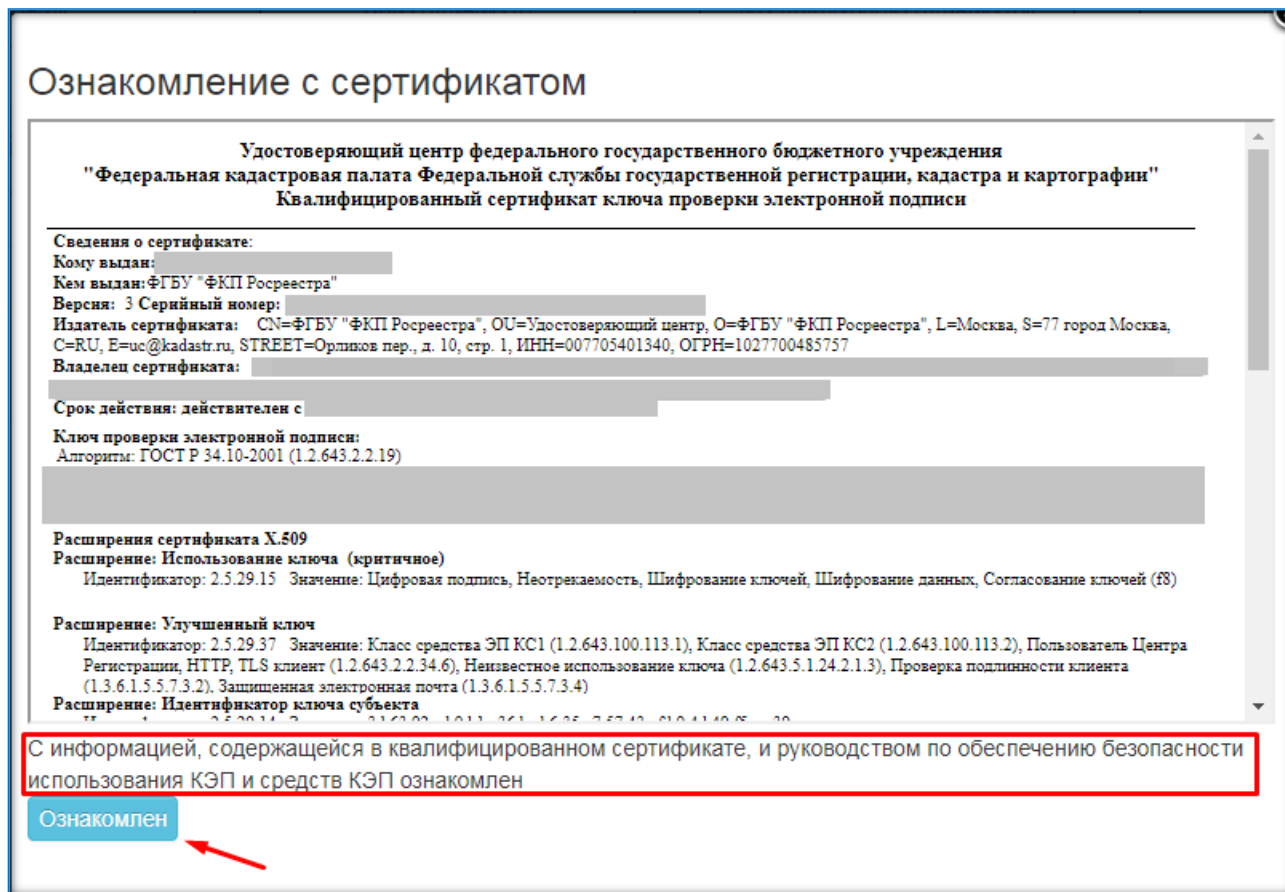 Ознакомление с сертификатом
Удостоверяющий центр федерального государственного бюджетного учреждения
"Федеральная кадастровая палата Федеральной службы государственной регистрации, кадастра и картографии"
Квалифицированный сертификат ключа проверки электронной подписи
Сведения о сертификате:
Кому выдан:
Кем выдан:ФГБУ "ФКП Росреестра"
Версия: 3 Серийный номер:
Издатель сертификата: CN=ФГБУ "ФКП Росреестра", OU=Удостоверяющий центр, O=ФГБУ "ФКП Росреестра", L=Москва, S=77 город Москва,
C=RU, E=uc@kadastr.ru, STREET=Орликов пер., д. 10, стр. 1, ИНН=007705401340, ОГРН=1027700485757
Владелец сертификата:
Срок действия: действителен с
Ключ проверки электронной подписи:
Алгоритм: ГОСТ Р 34.10-2001 (1.2.643.2.2.19)
Расширения сертификата X.509
Расширение: Использование ключа (критичное)
Идентификатор: 2.5.29.15 Значение: Цифровая подпись, Неотрекаемость, Шифрование ключей, Шифрование данных, Согласование ключей (f8)
Расширение: Улучшенный ключ
Идентификатор: 2.5.29.37 Значение: Класс средства ЭП КС1 (1.2.643.100.113.1), Класс средства ЭП КС2 (1.2.643.100.113.2), Пользователь Центра
Регистрации, HTTP, TLS клиент (1.2.643.2.2.34.6), Неизвестное использование ключа (1.2.643.5.1.24.2.1.3), Проверка подлинности клиента
(1.3.6.1.5.5.7.3.2), Защищенная электронная почта (1.3.6.1.5.5.7.3.4)
Расширение: Идентификатор ключа субъекта
С информацией, содержащейся в квалифицированном сертификате, и руководством по обеспечению безопасности
использования КЭП и средств КЭП ознакомлен
Ознакомлен